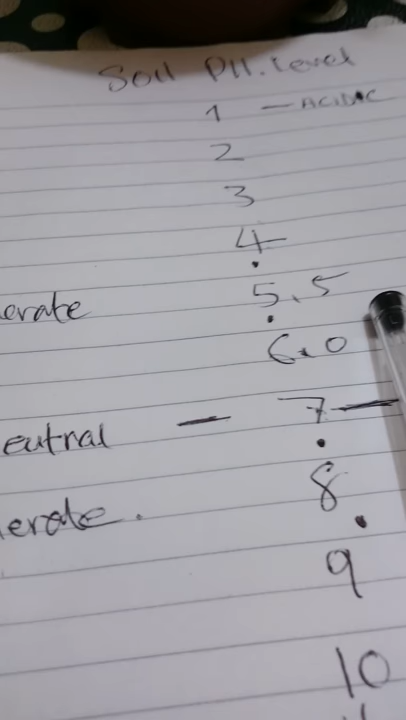 Soil PH. Level
1 — ACIDIC
2
3
4
erate 5.5
6.0
eutral — 7 —
erate. 8
9
10